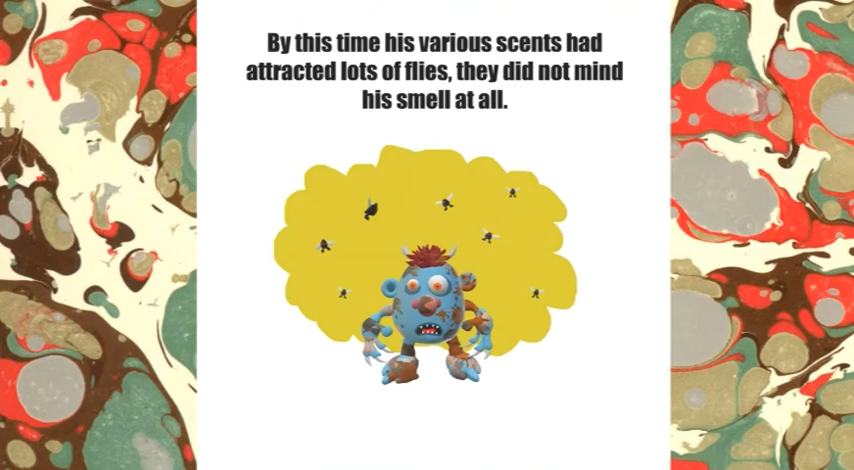 By this time his various scents had
attracted lots of flies, they did not mind
his smell at all.